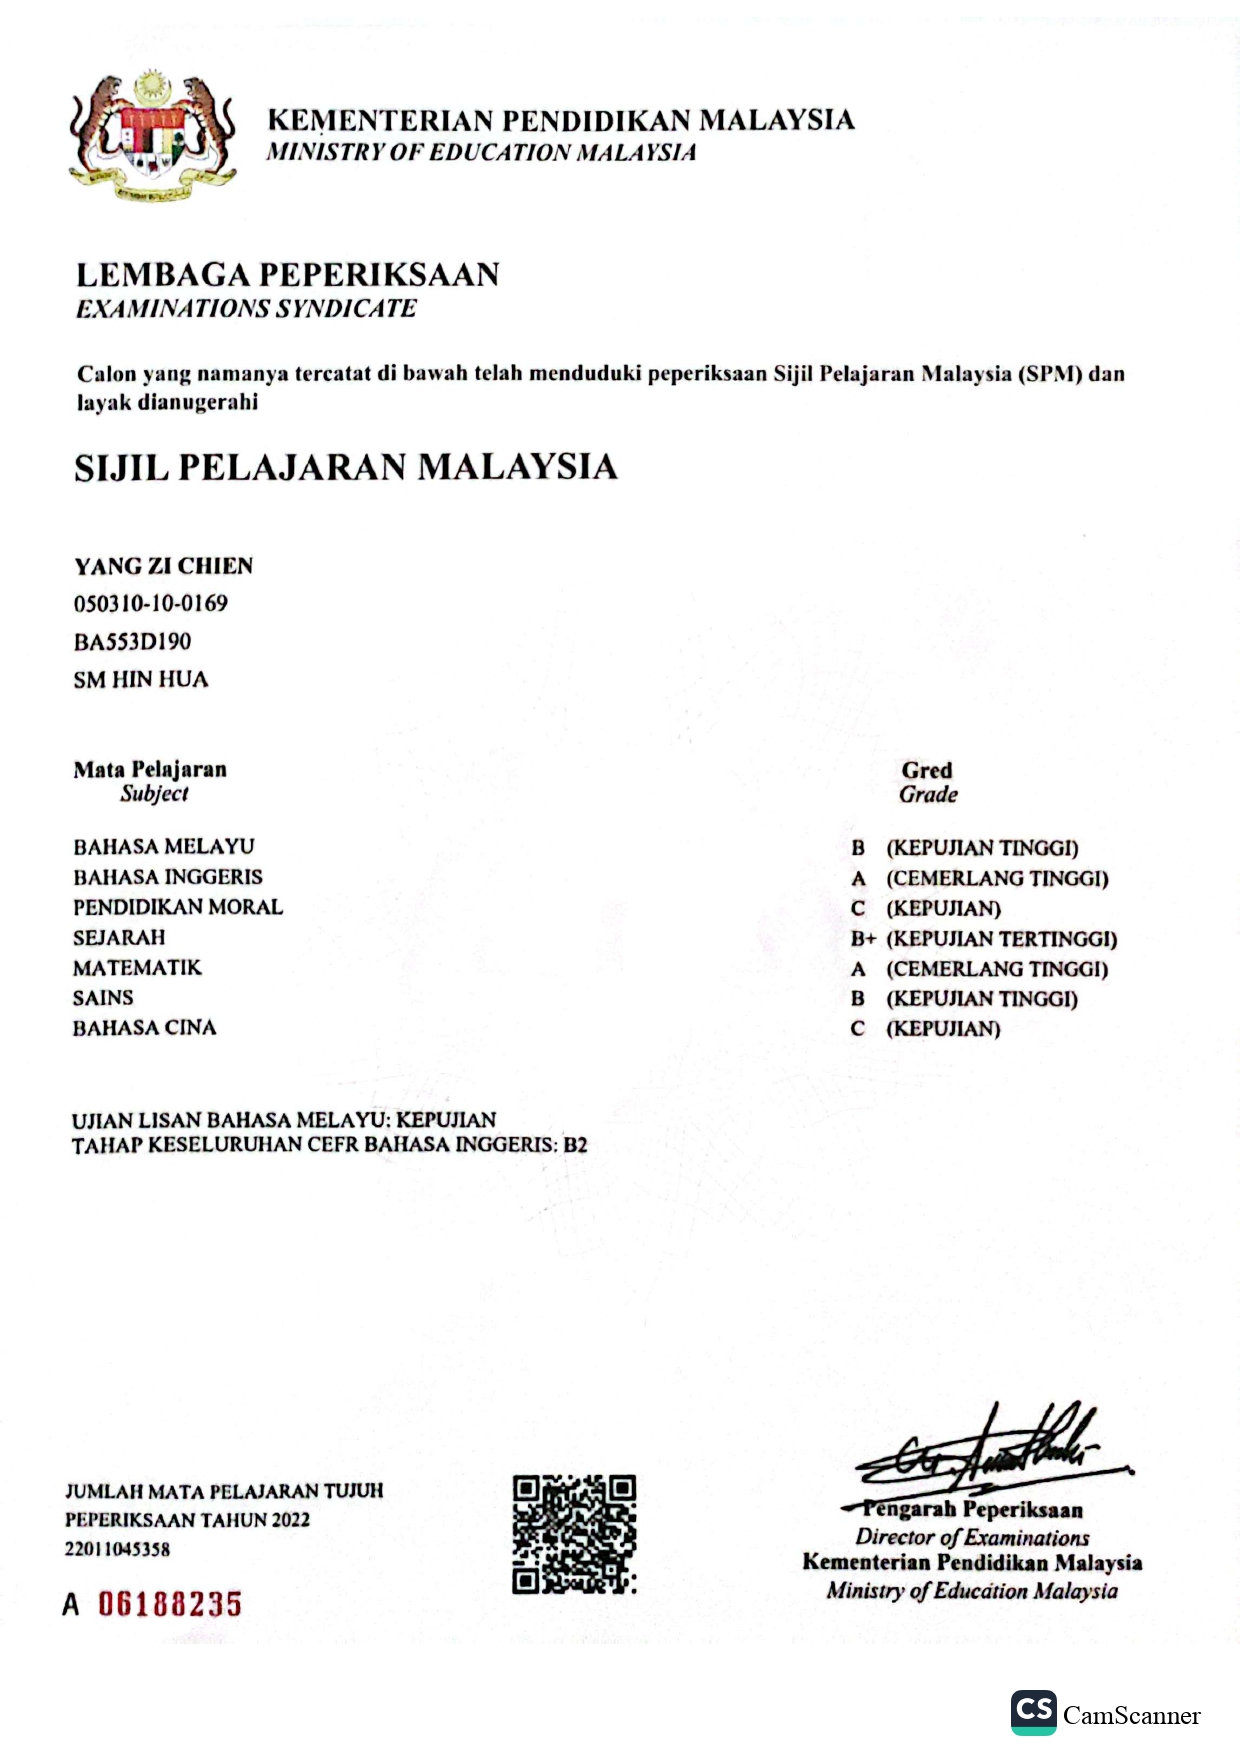 KEMENTERIAN PENDIDIKAN MALAYSIA
MINISTRY OF EDUCATION MALAYSIA
LEMBAGA PEPERIKSAAN
EXAMINATIONS SYNDICATE
Calon yang namanya tercatat di bawah telah menduduki peperiksaan Sijil Pelajaran Malaysia (SPM) dan
layak dianugerahi
SIJIL PELAJARAN MALAYSIA
YANG ZI CHIEN
050310-10-0169
BA553D190
SM HIN HUA
Mata Pelajaran Gred
Subject Grade
BAHASA MELAYU B (KEPUJIAN TINGGI)
BAHASA INGGERIS A (CEMERLANG TINGGI)
PENDIDIKAN MORAL C (KEPUJIAN)
SEJARAH B+ (KEPUJIAN TERTINGGI)
MATEMATIK A (CEMERLANG TINGGI)
SAINS B (KEPUJIAN TINGGI)
BAHASA CINA C (KEPUJIAN)
UJIAN LISAN BAHASA MELAYU: KEPUJIAN
TAHAP KESELURUHAN CEFR BAHASA INGGERIS: B2
JUMLAH MATA PELAJARAN TUJUH
PEPERIKSAAN TAHUN 2022
22011045358
A 06188235
Pengarah Peperiksaan
Director of Examinations
Kementerian Pendidikan Malaysia
Ministry of Education Malaysia
CS CamScanner